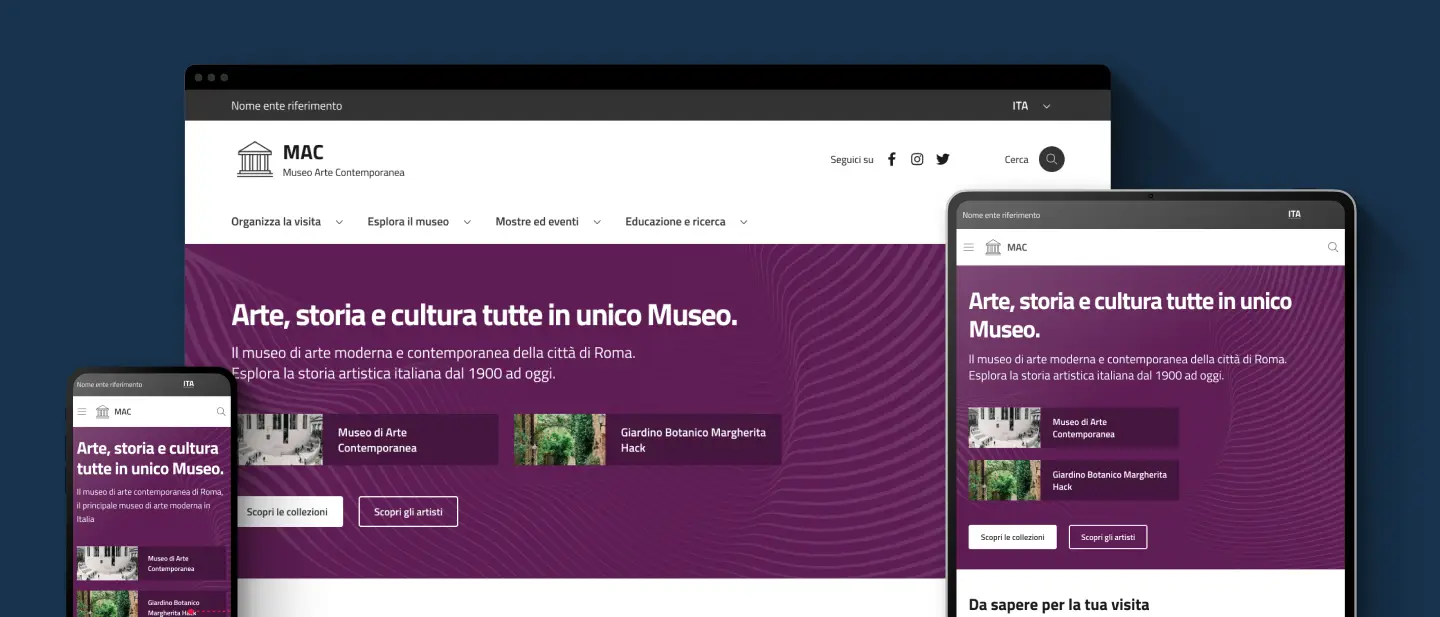 Nome ente riferimento
ITA
MAC
Museo Arte Contemporanea
Seguici su
Cerca
Organizza la visita
Esplora il museo
Mostre ed eventi
Educazione e ricerca
Arte, storia e cultura tutte in unico Museo.
Il museo di arte moderna e contemporanea della città di Roma.
Esplora la storia artistica italiana dal 1900 ad oggi.
Museo di Arte
Contemporanea
Giardino Botanico Margherita
Hack
Scopri le collezioni
Scopri gli artisti
Nome ente riferimento
ITA
MAC
Arte, storia e cultura
tutte in unico Museo.
Il museo di arte contemporanea di Roma,
il principale museo di arte moderna in
Italia
Museo di Arte
Contemporanea
Giardino Botanico
Margherita Hack
Nome ente riferimento
ITA
MAC
Arte, storia e cultura tutte in unico
Museo.
Il museo di arte moderna e contemporanea della città di Roma.
Esplora la storia artistica italiana dal 1900 ad oggi.
Museo di Arte
Contemporanea
Giardino Botanico Margherita
Hack
Scopri le collezioni
Scopri gli artisti
Da sapere per la tua visita